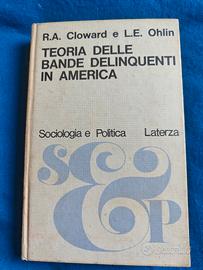 R.A. Cloward e L.E. Ohlin
TEORIA DELLE
BANDE DELINQUENTI
IN AMERICA
Sociologia e Politica Laterza
S&P